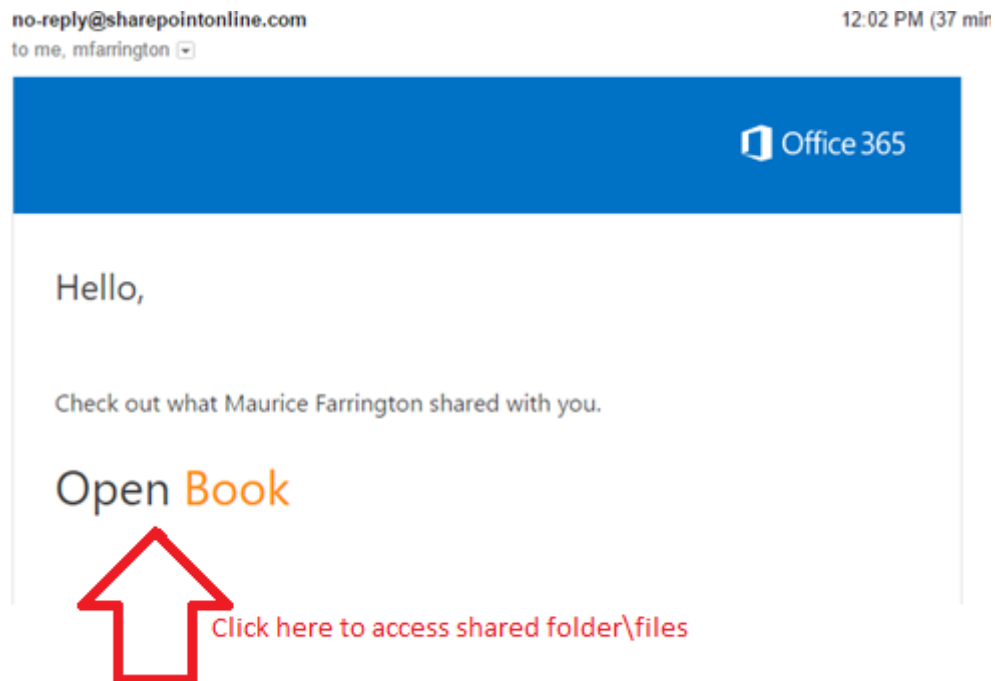 no-reply@sharepointonline.com 12:02 PM (37 min
to me, mfarrington
Office 365
Hello,
Check out what Maurice Farrington shared with you.
Open Book
Click here to access shared folder\files